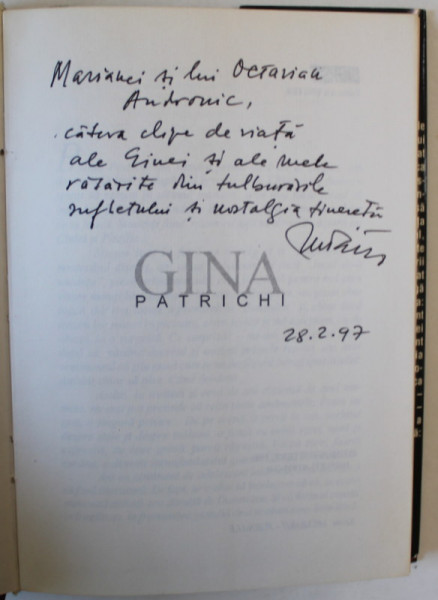 Marianei și lui Octavian
Andronic,
câteva clipe de viață
ale Ginei și ale mele
răsărite din tulburările
sufletului și nostalgia tinereții
GINA
PATRICHI
28.2.97